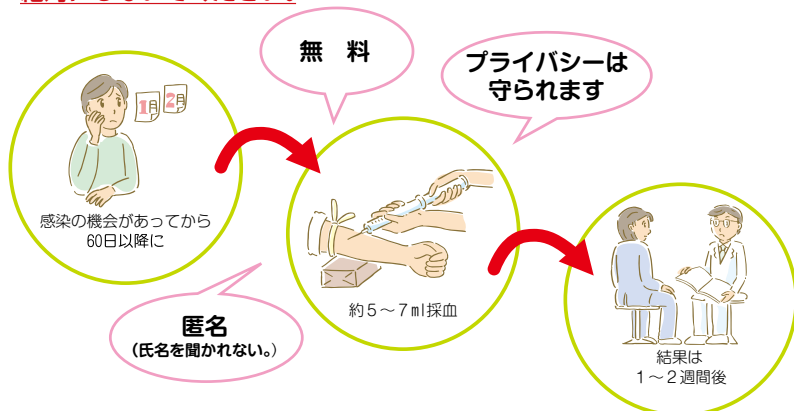 無　料
プライバシーは
守られます
1月
2月
感染の機会があってから
60日以降に
約５～７ml採血
匿名
(氏名を聞かれない。)
結果は
１～２週間後